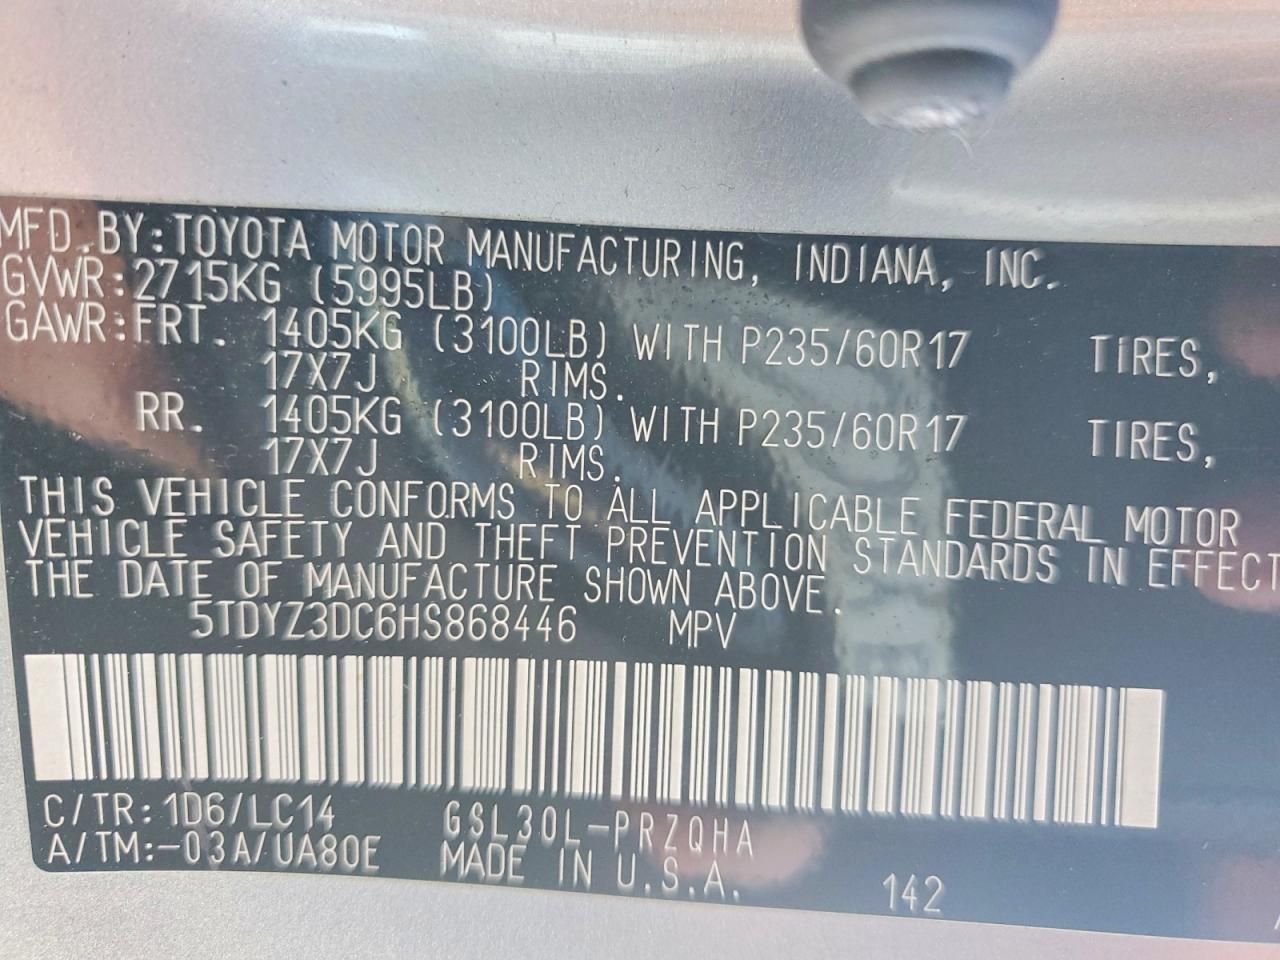 MFD.BY:TOYOTA MOTOR MANUFACTURING, INDIANA, INC.
GVWR:2715KG (5995LB)
GAWR:FRT. 1405KG (3100LB) WITH P235/60R17 TIRES,
17X7J RIMS.
RR. 1405KG (3100LB) WITH P235/60R17 TIRES,
17X7J RIMS.
THIS VEHICLE CONFORMS TO ALL APPLICABLE FEDERAL MOTOR
VEHICLE SAFETY AND THEFT PREVENTION STANDARDS IN EFFECT
THE DATE OF MANUFACTURE SHOWN ABOVE.
5TDYZ3DC6HS868446 MPV
C/TR:1D6/LC14 GSL30L-PRZQHA
A/TM:-03A/UA80E MADE IN U.S.A. 142